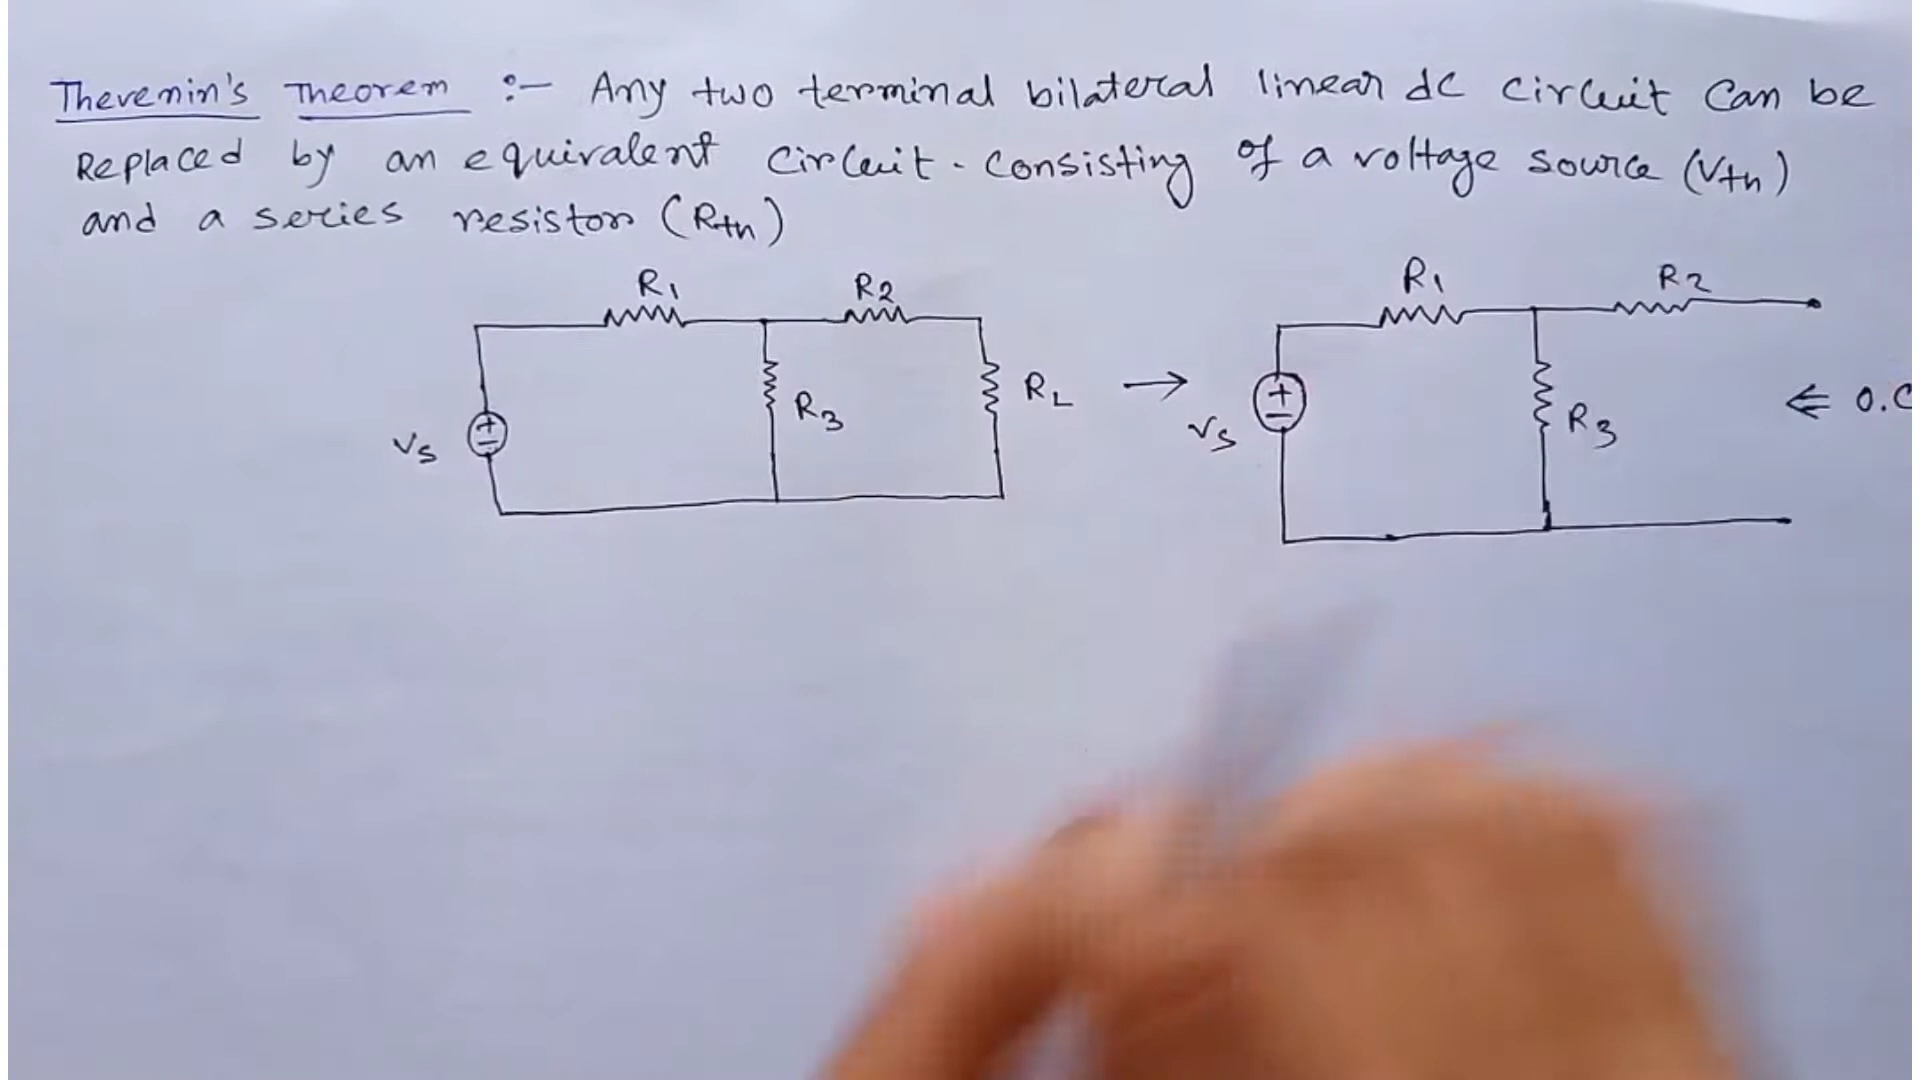 Thevenin's Theorem :- Any two terminal bilateral linear dc circuit can be
Replaced by an equivalent circuit. consisting of a voltage source (Vth)
and a series resistor (Rth)
R1 R2
R3
RL
Vs
→
R1 R2
R3
Vs
⇐ O.C